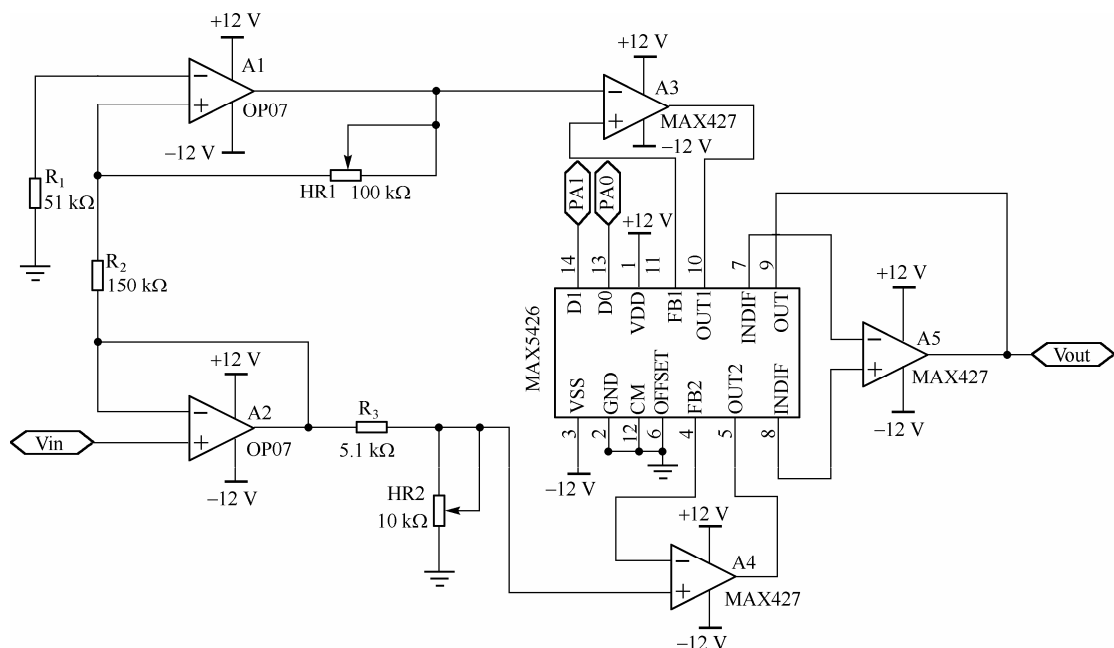 +12 V
A1
OP07
−12 V
R1
51 kΩ
HR1 100 kΩ
R2
150 kΩ
+12 V
A3
MAX427
−12 V
PA1
PA0
+12 V
14
13
1
11
10
7
9
D1
D0
VDD
FB1
OUT1
INDIF
OUT
MAX5426
VSS
GND
CM
OFFSET
FB2
OUT2
INDIF
3
2
12
6
4
5
8
−12 V
+12 V
A5
MAX427
−12 V
Vout
+12 V
A2
OP07
−12 V
Vin
R3
5.1 kΩ
HR2
10 kΩ
+12 V
A4
MAX427
−12 V